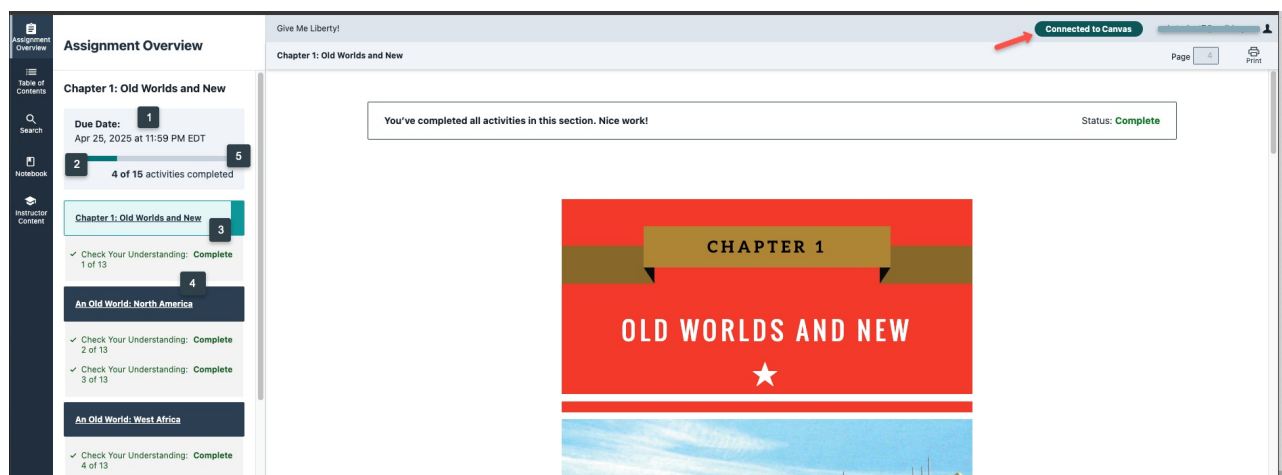 Assignment
Overview
Table of
Contents
Search
Notebook
Instructor
Content
Assignment Overview
Chapter 1: Old Worlds and New
Due Date:
1
Apr 25, 2025 at 11:59 PM EDT
2
5
4 of 15 activities completed
Chapter 1: Old Worlds and New
3
✓ Check Your Understanding: Complete
1 of 13
4
An Old World: North America
✓ Check Your Understanding: Complete
2 of 13
✓ Check Your Understanding: Complete
3 of 13
An Old World: West Africa
✓ Check Your Understanding: Complete
4 of 13
Give Me Liberty!
Connected to Canvas
Chapter 1: Old Worlds and New
Page 4
Print
You've completed all activities in this section. Nice work!
Status: Complete
CHAPTER 1
OLD WORLDS AND NEW